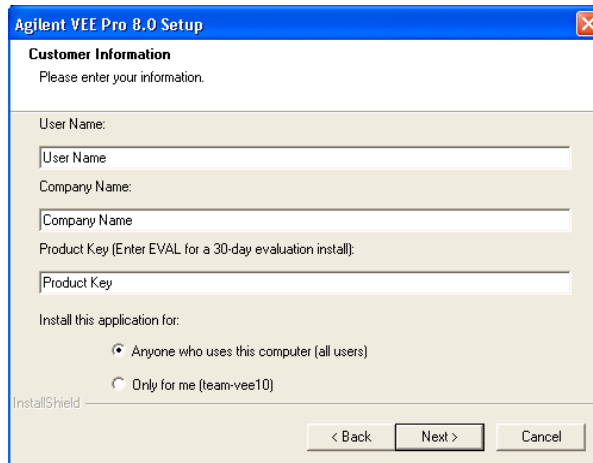 Agilent VEE Pro 8.0 Setup
Customer Information
Please enter your information.
User Name:
User Name
Company Name:
Company Name
Product Key (Enter EVAL for a 30-day evaluation install):
Product Key
Install this application for:
Anyone who uses this computer (all users)
Only for me (team-vee10)
InstallShield
< Back Next > Cancel